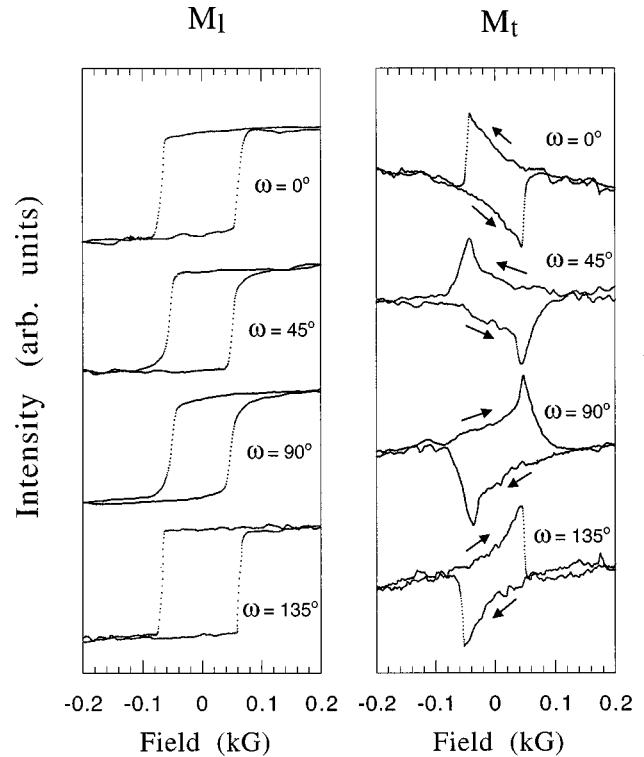 M_l M_t
Intensity (arb. units)
ω = 0°
ω = 45°
ω = 90°
ω = 135°
-0.2 -0.1 0 0.1 0.2
Field (kG)
ω = 0°
ω = 45°
ω = 90°
ω = 135°
-0.2 -0.1 0 0.1 0.2
Field (kG)